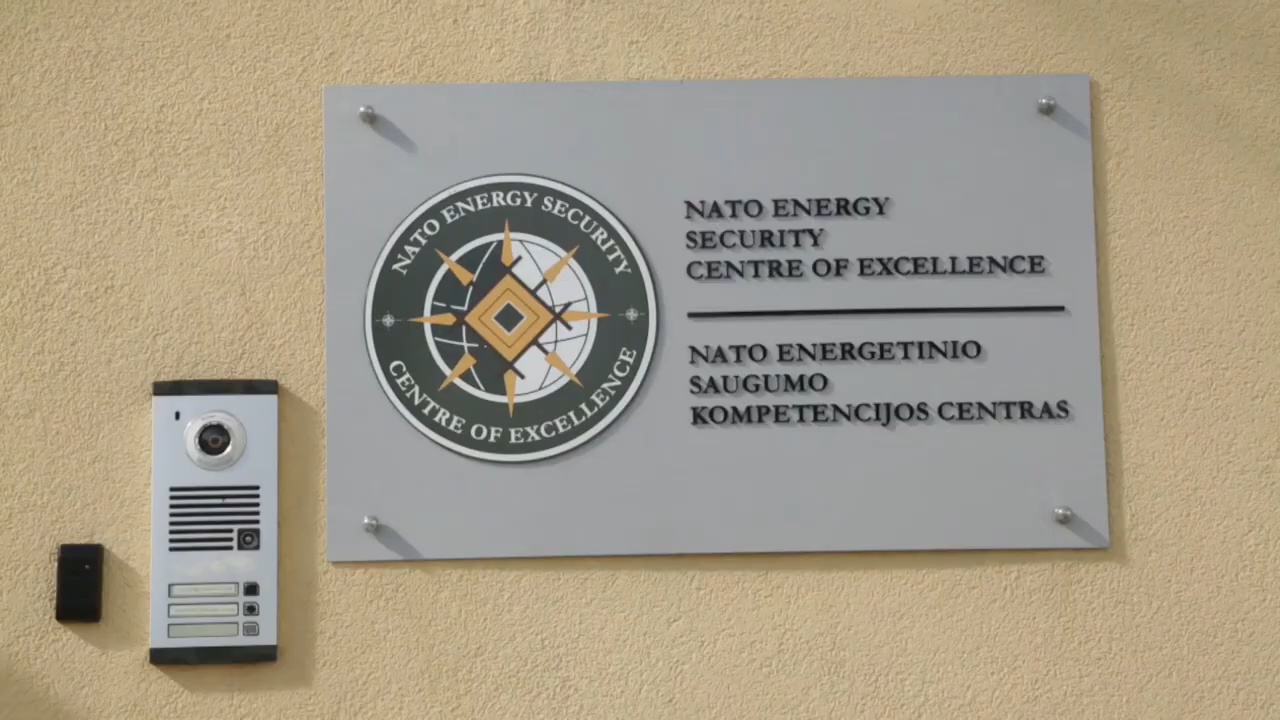 NATO ENERGY SECURITY
CENTRE OF EXCELLENCE
NATO ENERGY
SECURITY
CENTRE OF EXCELLENCE
NATO ENERGETINIO
SAUGUMO
KOMPETENCIJOS CENTRAS